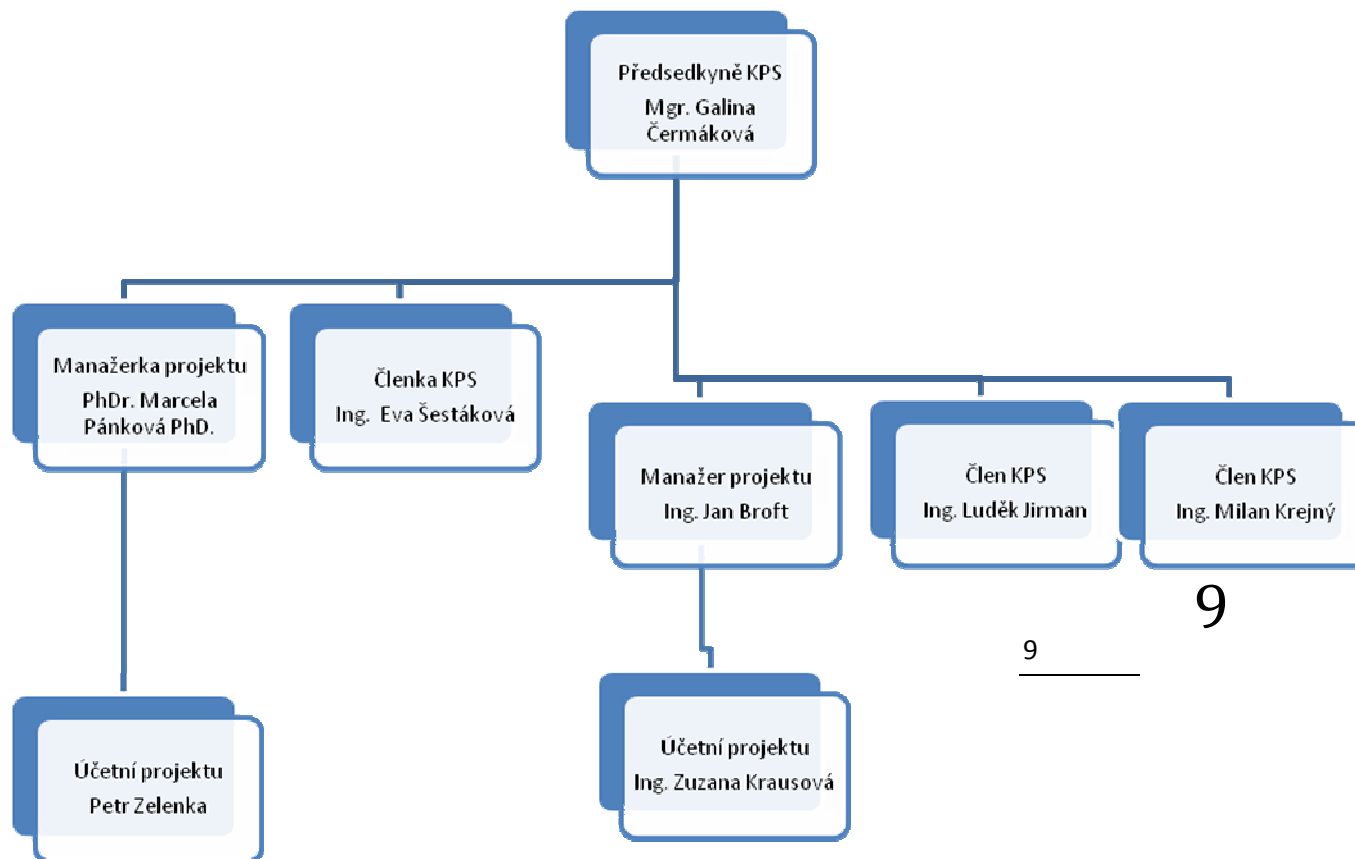 Předsedkyně KPS
Mgr. Galina
Čermáková
Manažerka projektu
PhDr. Marcela
Pánková PhD.
Členka KPS
Ing. Eva Šestáková
Manažer projektu
Ing. Jan Broft
Člen KPS
Ing. Luděk Jirman
Člen KPS
Ing. Milan Krejný
9
9
Účetní projektu
Petr Zelenka
Účetní projektu
Ing. Zuzana Krausová